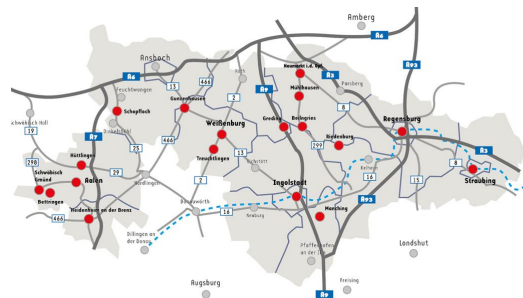 Amberg
A6
Ansbach
A6
466
13
Roth
Neumarkt i.d. Opf.
A3
A93
Parsberg
Feuchtwangen
Gunzenhausen
2
A9
Mühlhausen
8
Schopfloch
Regensburg
Schwäbisch Hall
Dinkelsbühl
Weißenburg
Greding
Beilngries
19
A7
25
466
299
Riedenburg
Hüttlingen
Treuchtlingen
13
Eichstätt
Kelheim
8
A3
298
Schwäbisch
Gmünd
29
Aalen
Nördlingen
Ingolstadt
16
15
Straubing
Bettringen
2
Donauwörth
16
Neuburg
Manching
A93
466
Heidenheim an der Brenz
Dillingen an
der Donau
Pfaffenhofen
an der Ilm
Landshut
Augsburg
Freising
A9